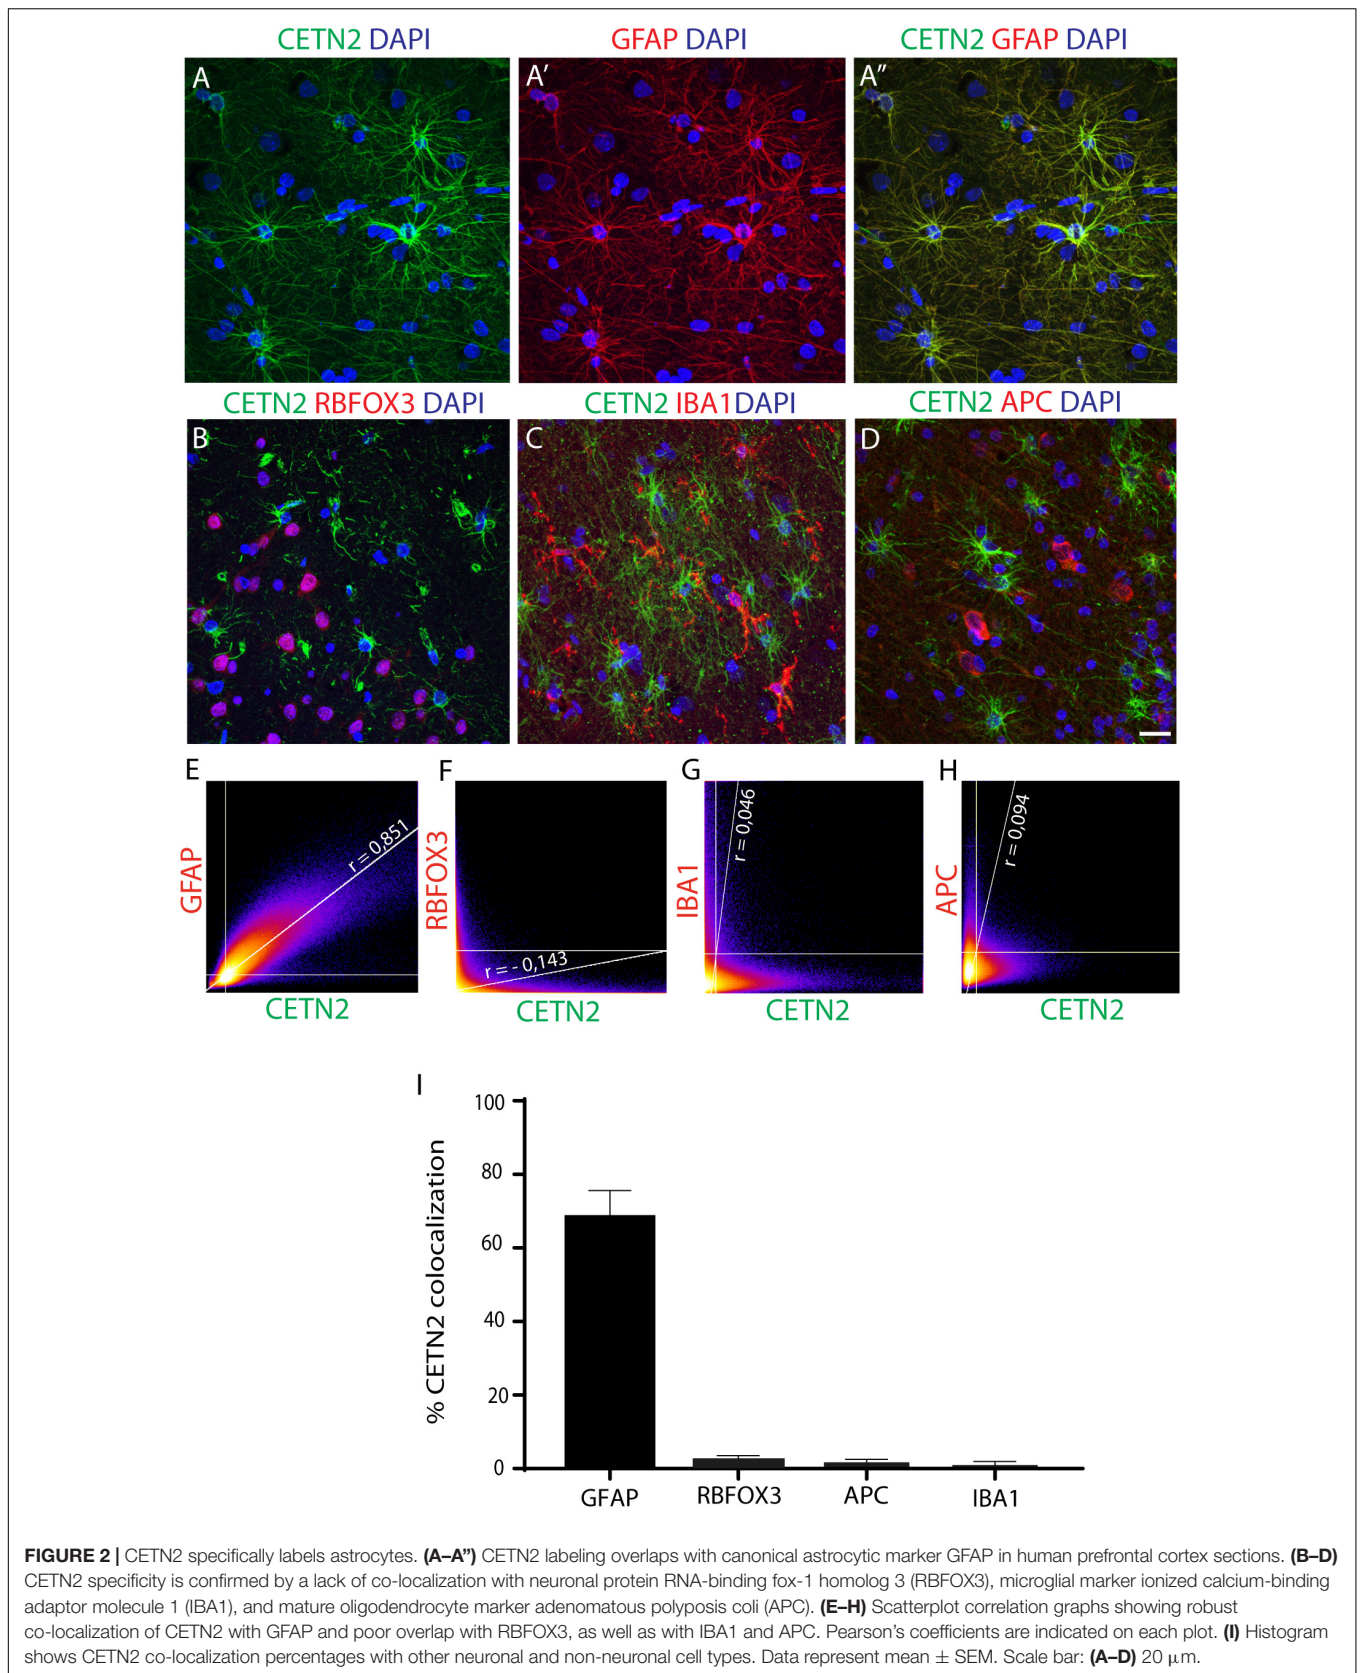 CETN2 DAPI
GFAP DAPI
CETN2 GFAP DAPI
A
A'
A''
CETN2 RBFOX3 DAPI
CETN2 IBA1DAPI
CETN2 APC DAPI
B
C
D
E
F
G
H
GFAP
r = 0,851
CETN2
RBFOX3
r = - 0,143
CETN2
IBA1
r = 0,046
CETN2
APC
r = 0,094
CETN2
I
% CETN2 colocalization
100
80
60
40
20
0
GFAP
RBFOX3
APC
IBA1
FIGURE 2 | CETN2 specifically labels astrocytes. (A–A”) CETN2 labeling overlaps with canonical astrocytic marker GFAP in human prefrontal cortex sections. (B–D)
CETN2 specificity is confirmed by a lack of co-localization with neuronal protein RNA-binding fox-1 homolog 3 (RBFOX3), microglial marker ionized calcium-binding
adaptor molecule 1 (IBA1), and mature oligodendrocyte marker adenomatous polyposis coli (APC). (E–H) Scatterplot correlation graphs showing robust
co-localization of CETN2 with GFAP and poor overlap with RBFOX3, as well as with IBA1 and APC. Pearson's coefficients are indicated on each plot. (I) Histogram
shows CETN2 co-localization percentages with other neuronal and non-neuronal cell types. Data represent mean ± SEM. Scale bar: (A–D) 20 μm.